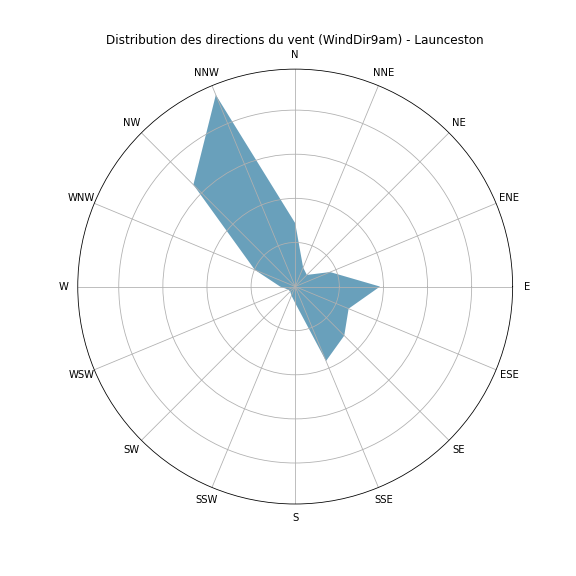 Distribution des directions du vent (WindDir9am) - Launceston
N
NNW
NNE
NW
NE
WNW
ENE
W
E
WSW
ESE
SW
SE
SSW
SSE
S